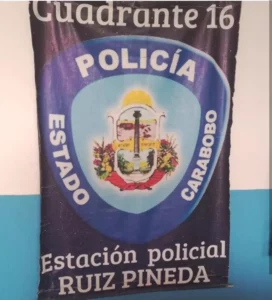 Cuadrante 16
POLICÍA
ESTADO
CARABOBO
Estación policial
RUIZ PINEDA